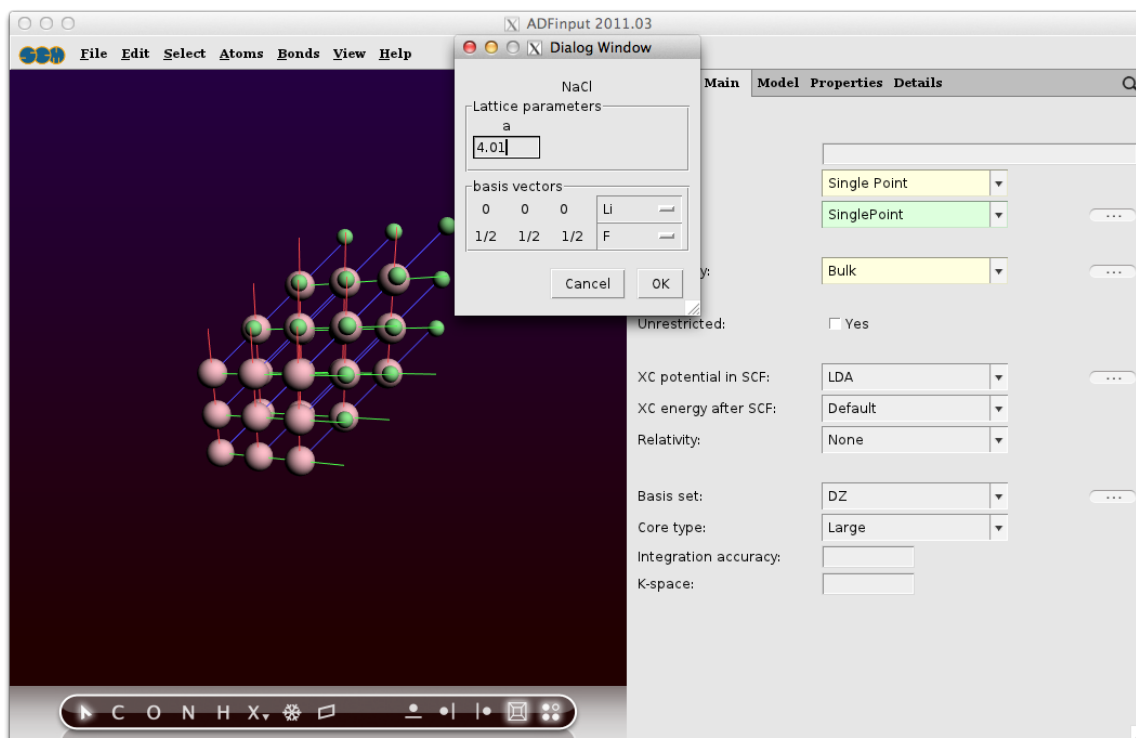 ADFinput 2011.03
SCM File Edit Select Atoms Bonds View Help
Dialog Window
NaCl
Lattice parameters
a
4.01
basis vectors
0 0 0 Li
1/2 1/2 1/2 F
Cancel OK
Main Model Properties Details
Single Point
SinglePoint
y: Bulk
Unrestricted: Yes
XC potential in SCF: LDA
XC energy after SCF: Default
Relativity: None
Basis set: DZ
Core type: Large
Integration accuracy:
K-space:
C O N H X